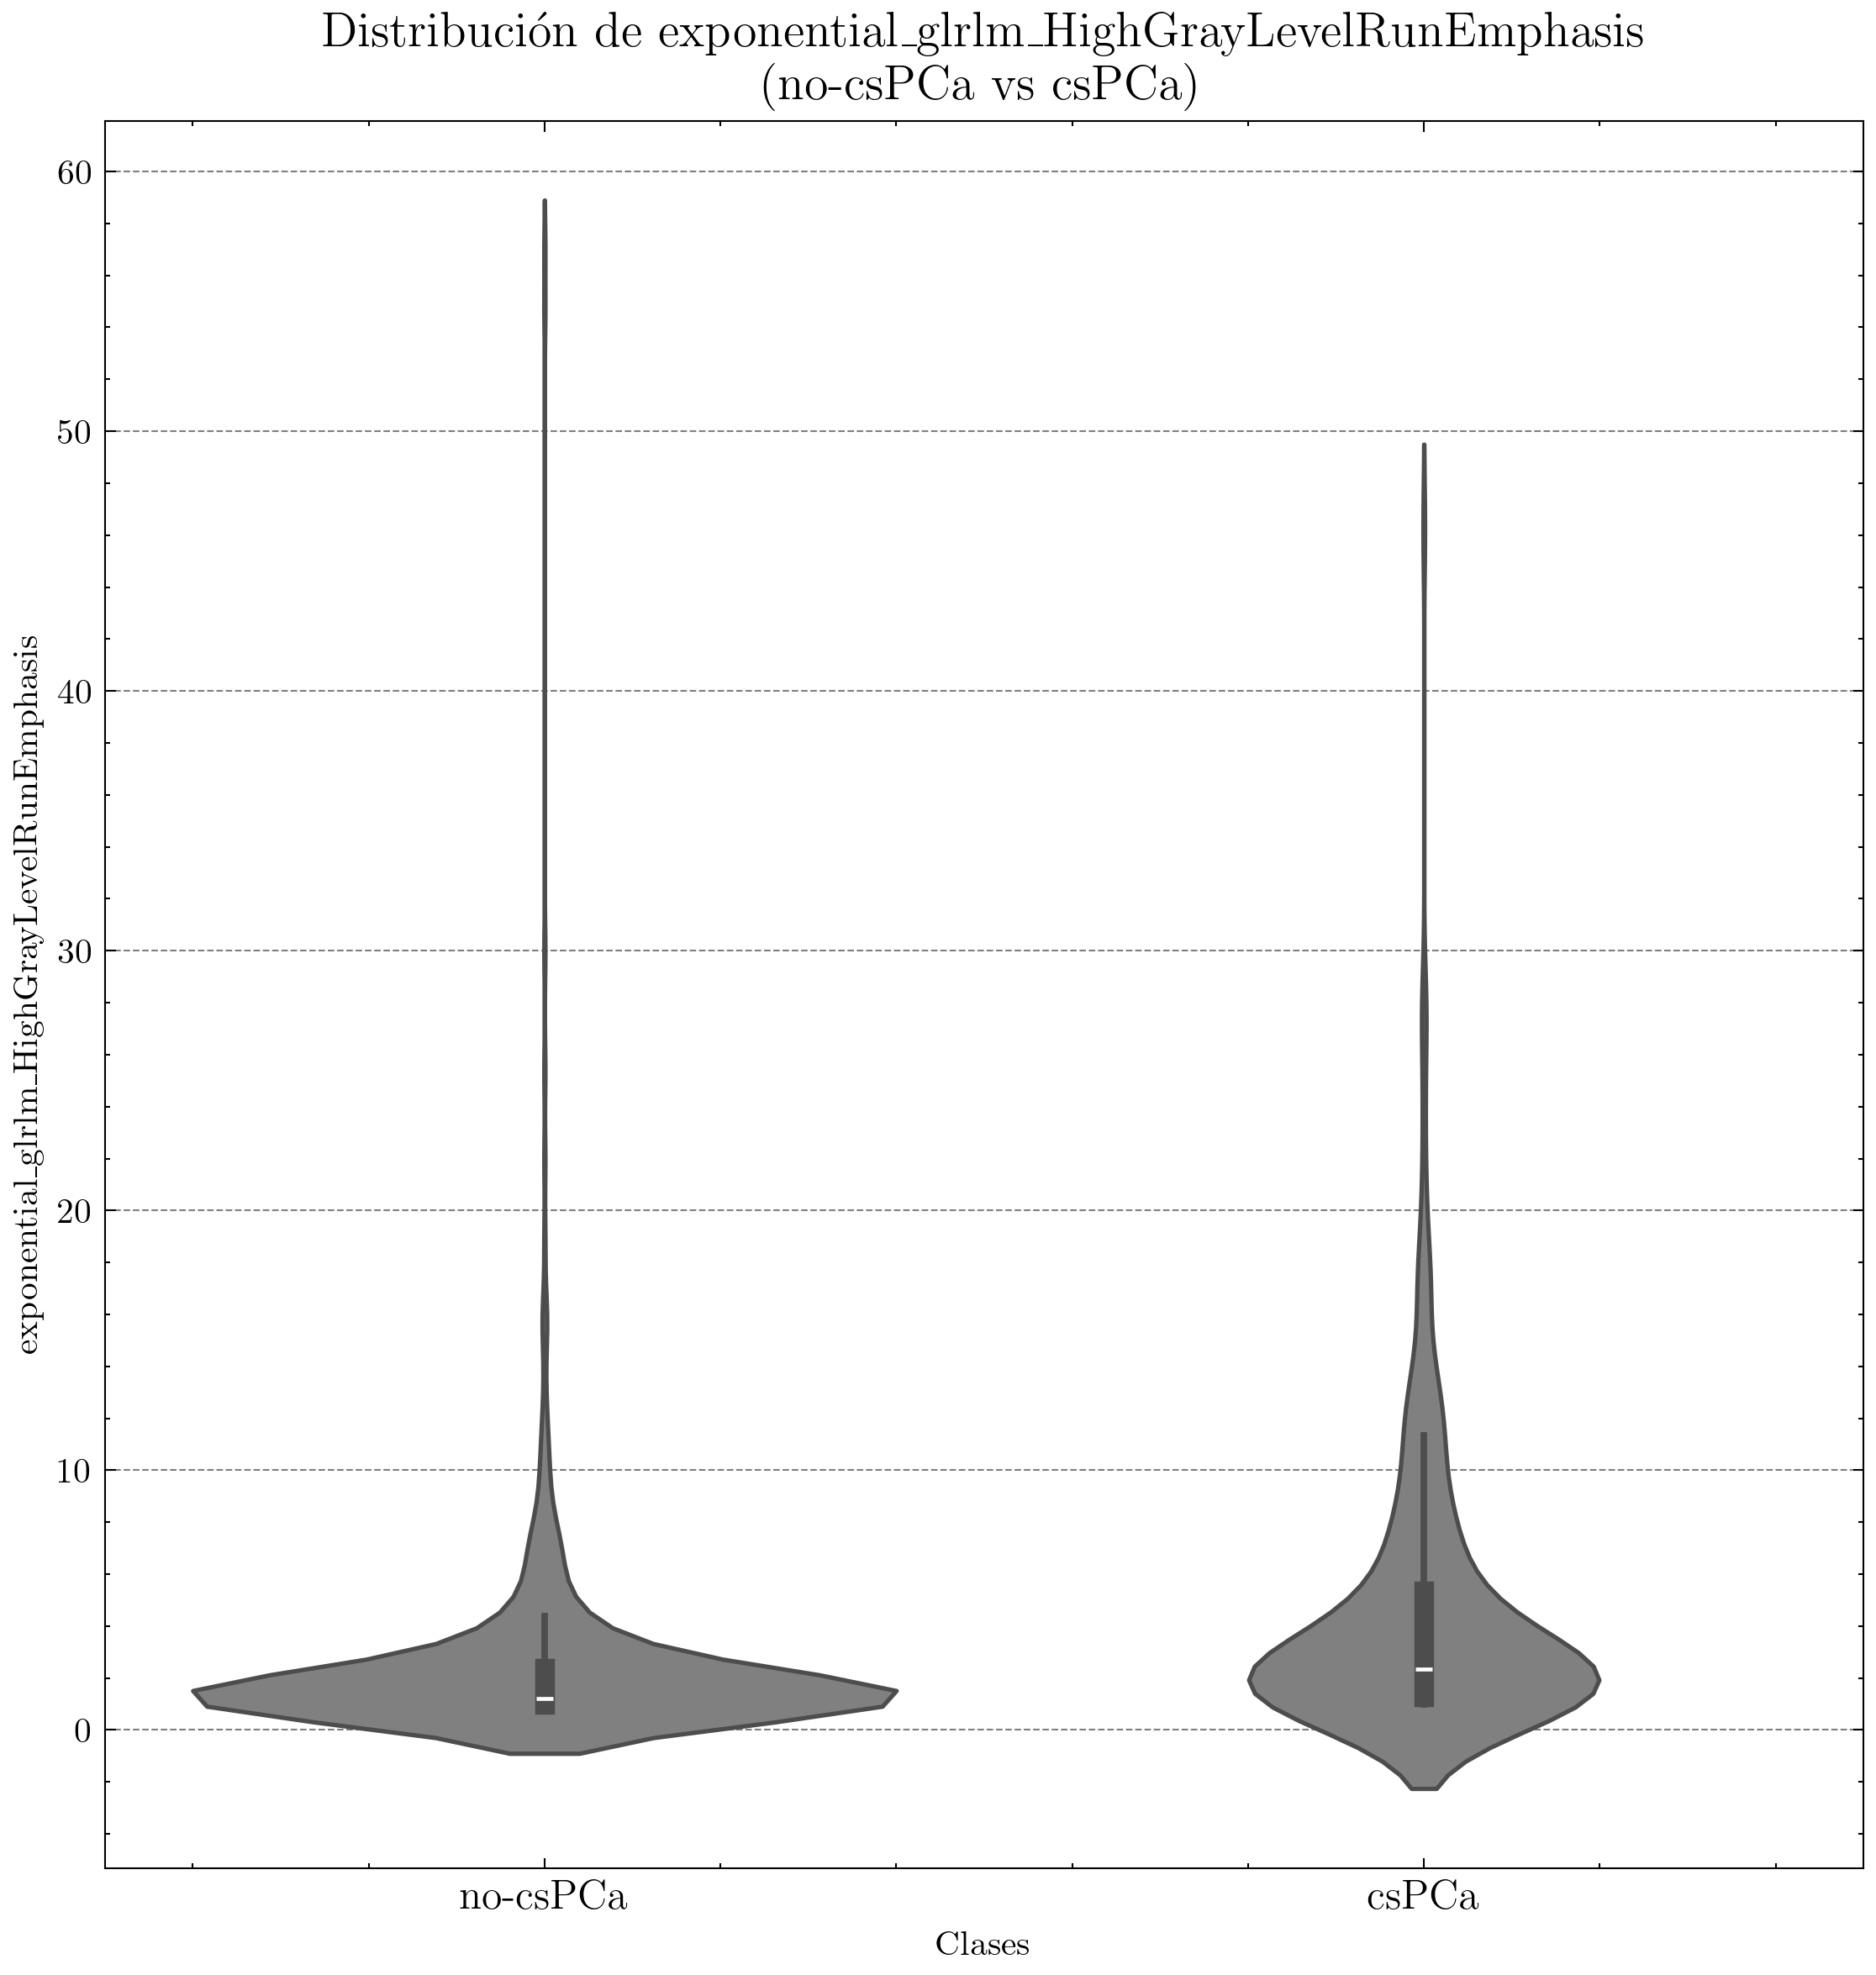 Distribución de exponential_glrlm_HighGrayLevelRunEmphasis
(no-csPCa vs csPCa)
exponential_glrlm_HighGrayLevelRunEmphasis
60
50
40
30
20
10
0
no-csPCa
csPCa
Clases